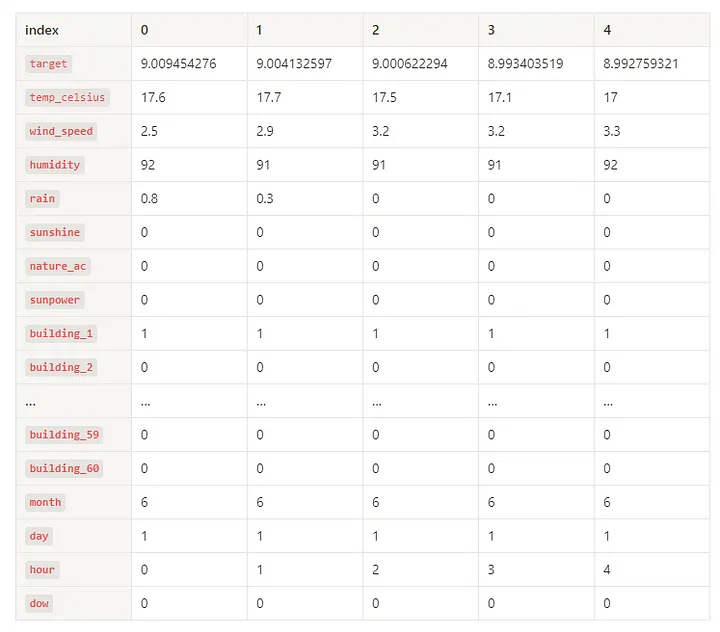 index 0 1 2 3 4
target 9.009454276 9.004132597 9.000622294 8.993403519 8.992759321
temp_celsius 17.6 17.7 17.5 17.1 17
wind_speed 2.5 2.9 3.2 3.2 3.3
humidity 92 91 91 91 92
rain 0.8 0.3 0 0 0
sunshine 0 0 0 0 0
nature_ac 0 0 0 0 0
sunpower 0 0 0 0 0
building_1 1 1 1 1 1
building_2 0 0 0 0 0
... ... ... ... ... ...
building_59 0 0 0 0 0
building_60 0 0 0 0 0
month 6 6 6 6 6
day 1 1 1 1 1
hour 0 1 2 3 4
dow 0 0 0 0 0